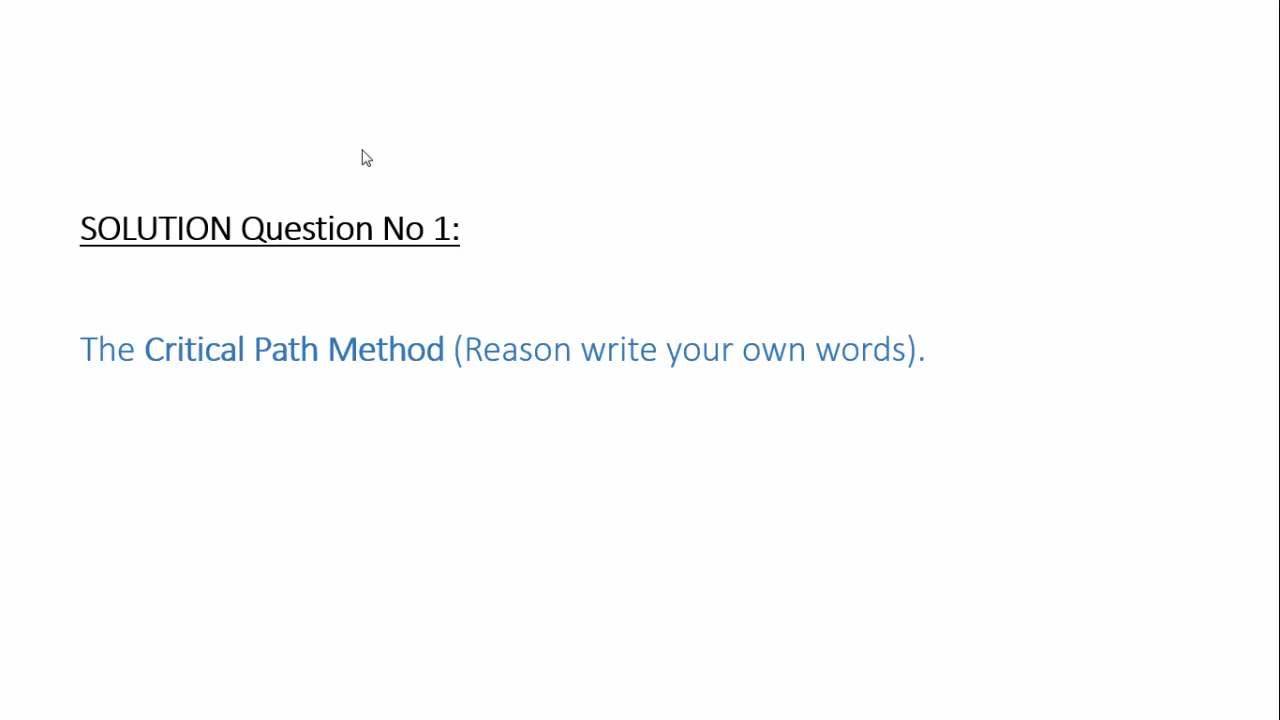 SOLUTION Question No 1:
The Critical Path Method (Reason write your own words).